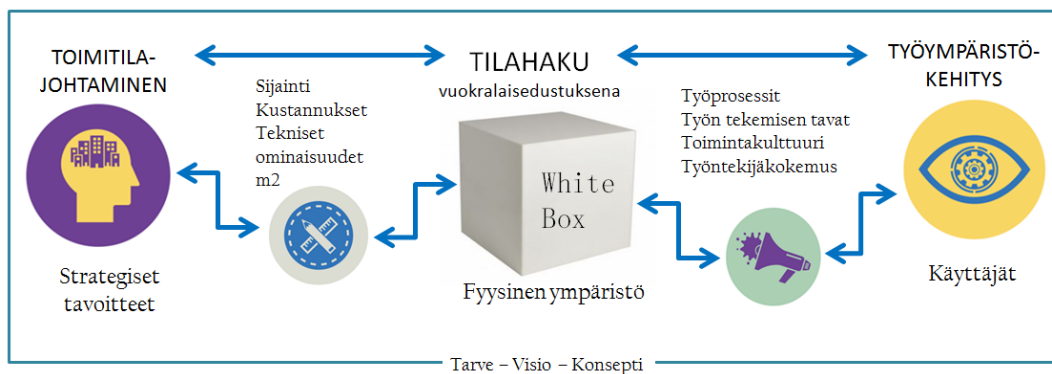 TOIMITILA-
JOHTAMINEN
Strategiset
tavoitteet
Sijainti
Kustannukset
Tekniset
ominaisuudet
m2
TILAHAKU
vuokralaisedustuksena
White
Box
Fyysinen ympäristö
Työprosessit
Työn tekemisen tavat
Toimintakulttuuri
Työntekijäkokemus
TYÖYMPÄRISTÖ-
KEHITYS
Käyttäjät
Tarve – Visio – Konsepti